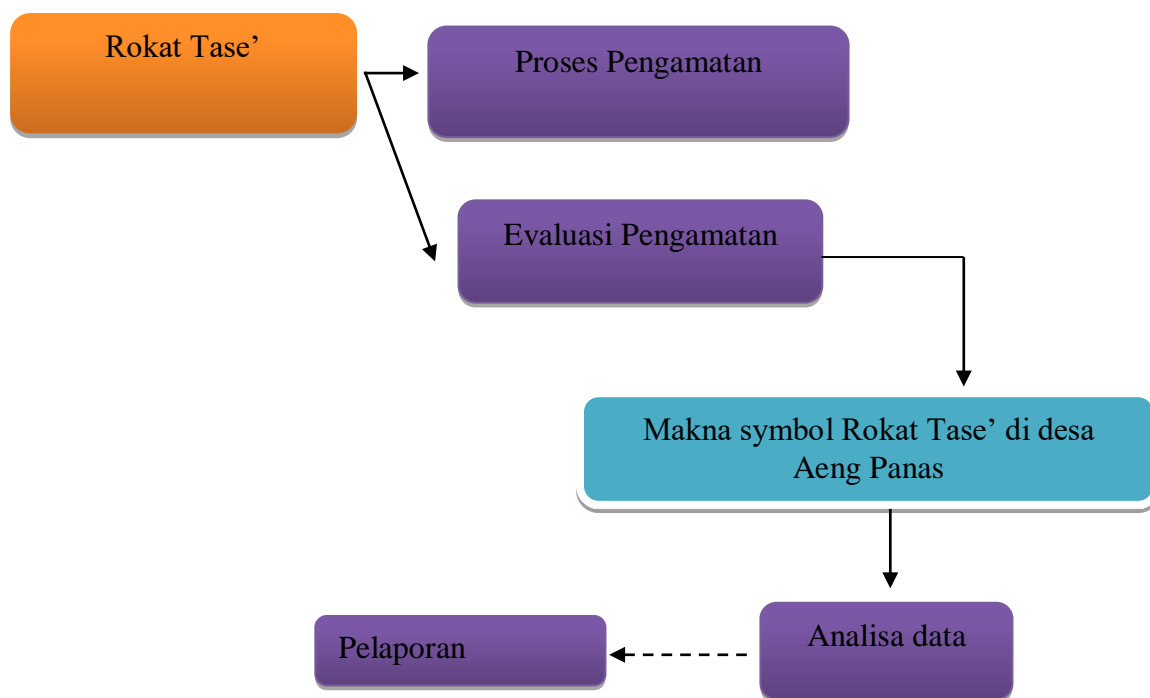 Rokat Tase’
Proses Pengamatan
Evaluasi Pengamatan
Makna symbol Rokat Tase’ di desa
Aeng Panas
Analisa data
Pelaporan